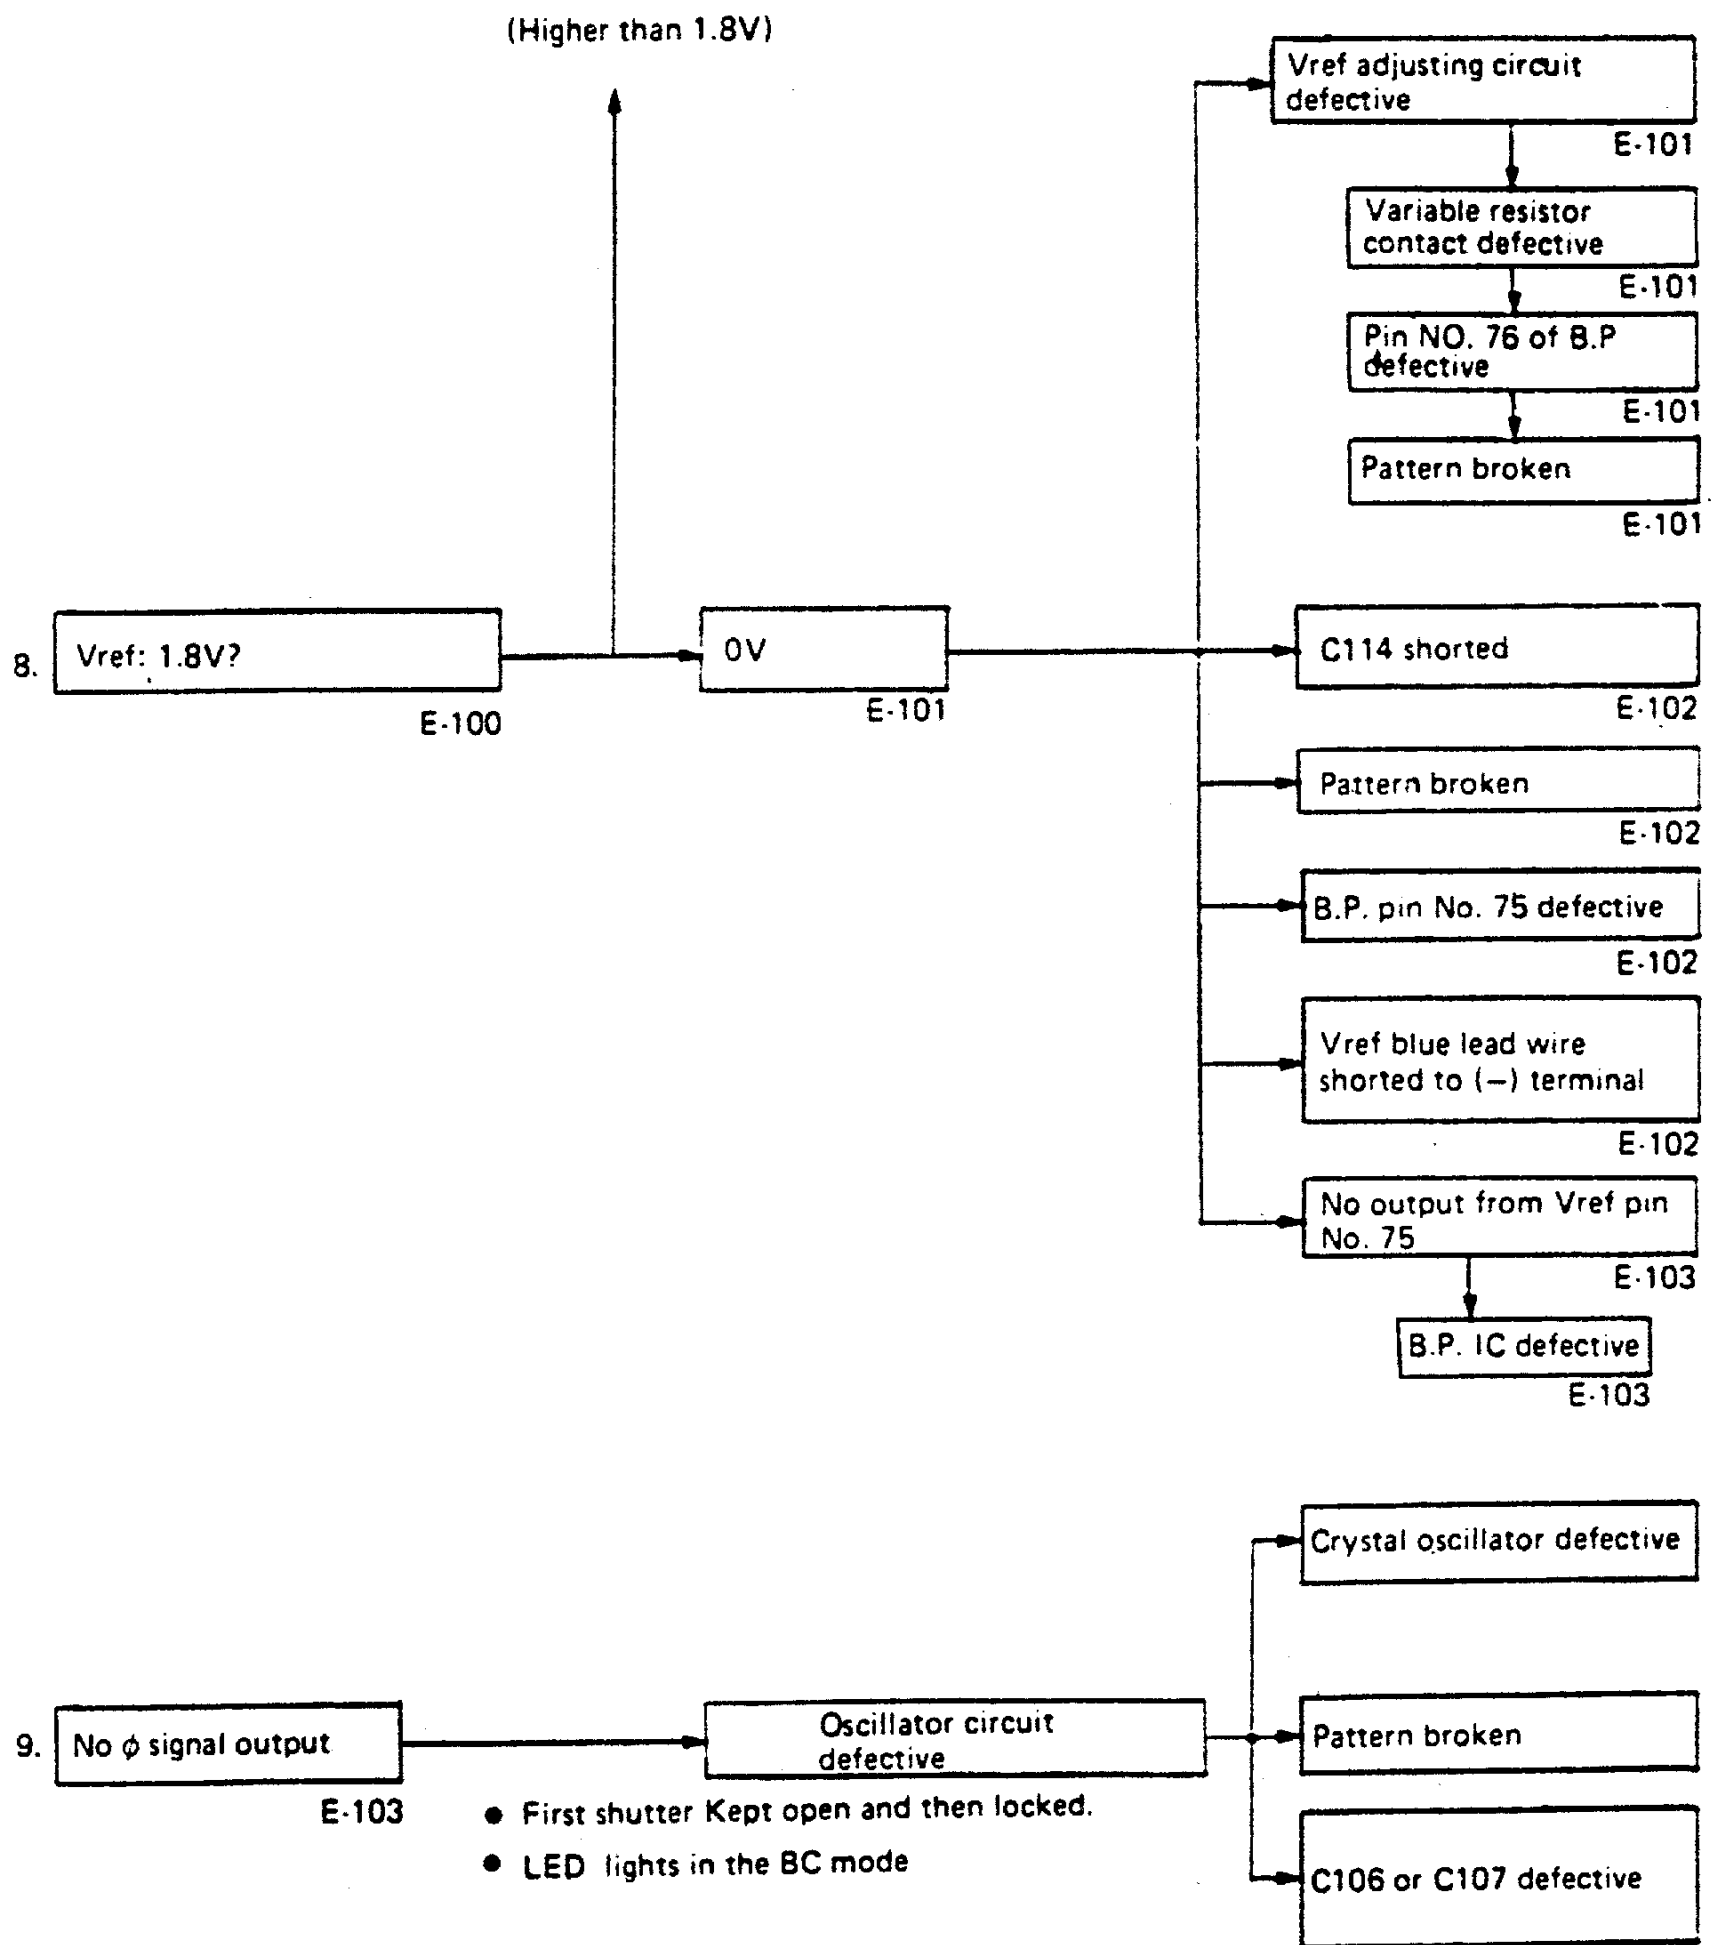 (Higher than 1.8V)
Vref adjusting circuit
defective
E-101
Variable resistor
contact defective
E-101
Pin NO. 76 of B.P
defective
E-101
Pattern broken
E-101
8.
Vref: 1.8V?
E-100
0V
E-101
C114 shorted
E-102
Pattern broken
E-102
B.P. pin No. 75 defective
E-102
Vref blue lead wire
shorted to (–) terminal
E-102
No output from Vref pin
No. 75
E-103
B.P. IC defective
E-103
9.
No ϕ signal output
E-103
Oscillator circuit
defective
● First shutter Kept open and then locked.
● LED lights in the BC mode
Crystal oscillator defective
Pattern broken
C106 or C107 defective